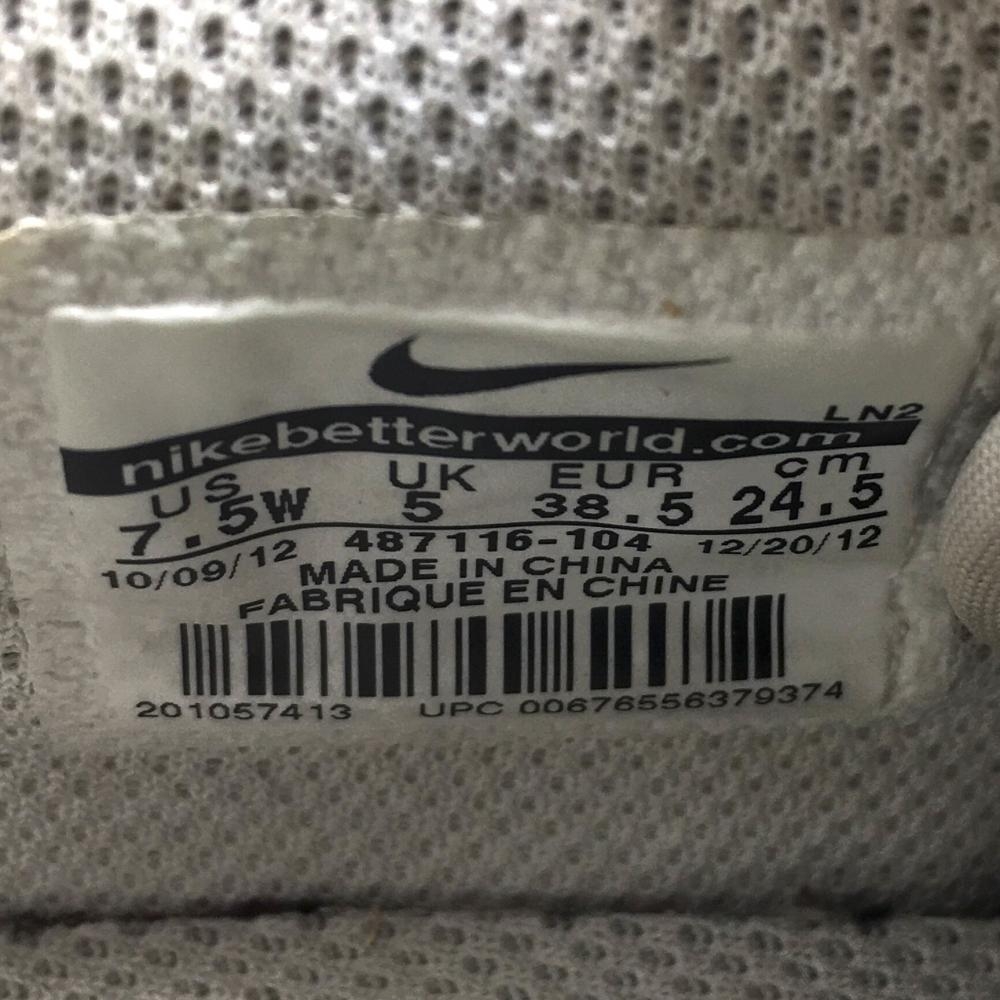 LN2
nikebetterworld.com
US UK EUR cm
7.5W 5 38.5 24.5
10/09/12 487116-104 12/20/12
MADE IN CHINA
FABRIQUE EN CHINE
201057413 UPC 00676556379374